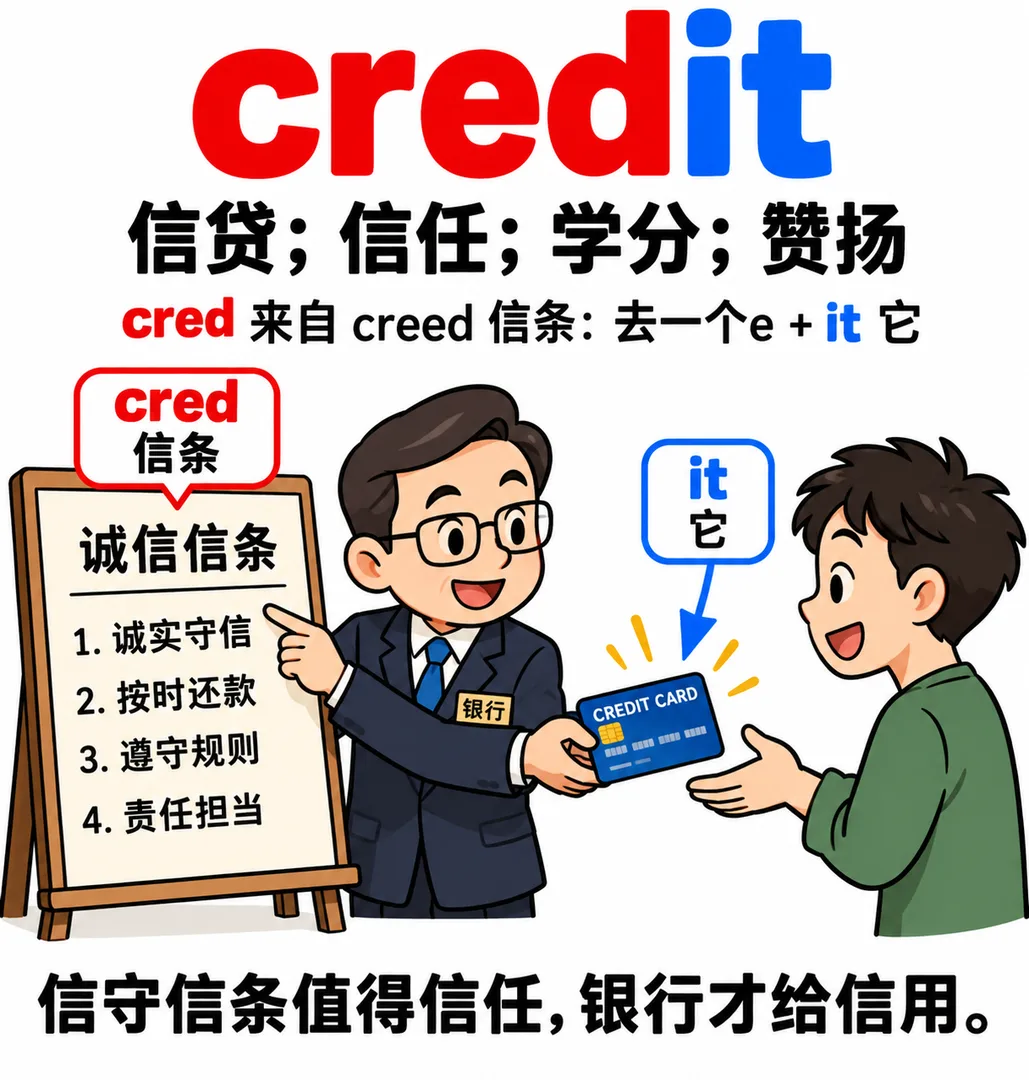 credit
信贷；信任；学分；赞扬
cred 来自 creed 信条：去一个e + it 它
cred
信条
诚信信条
1. 诚实守信
2. 按时还款
3. 遵守规则
4. 责任担当
银行
it
它
CREDIT CARD
信守信条值得信任，银行才给信用。